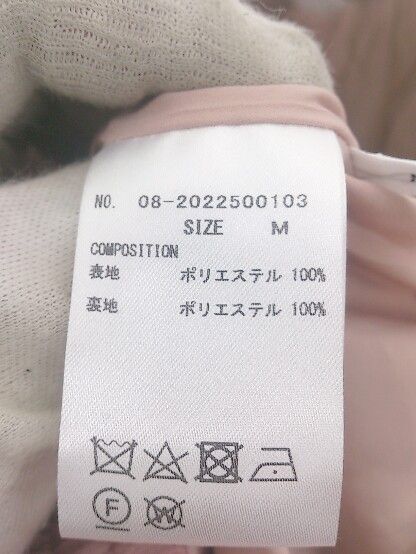 NO. 08-2022500103
SIZE M
COMPOSITION
表地 ポリエステル 100%
裏地 ポリエステル 100%
F W